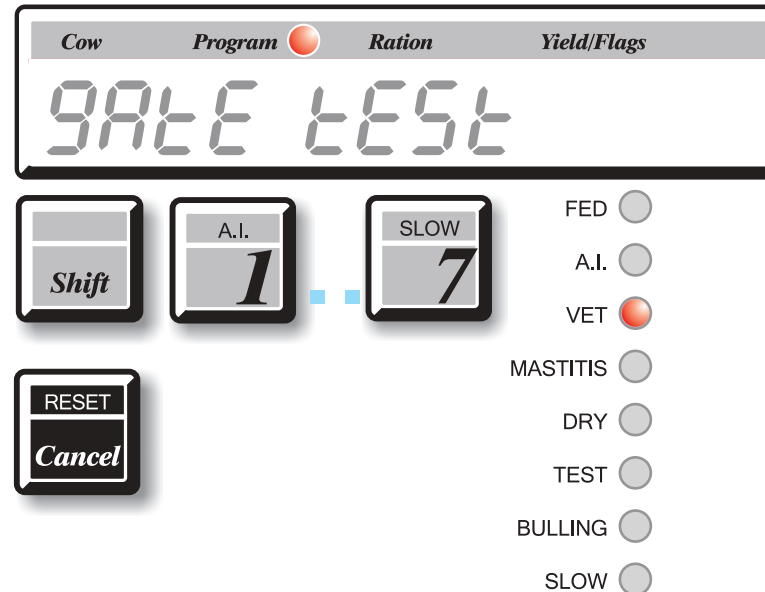 Cow Program Ration Yield/Flags
gAtE tESt
Shift
A.I.
1
SLOW
7
RESET
Cancel
FED
A.I.
VET
MASTITIS
DRY
TEST
BULLING
SLOW